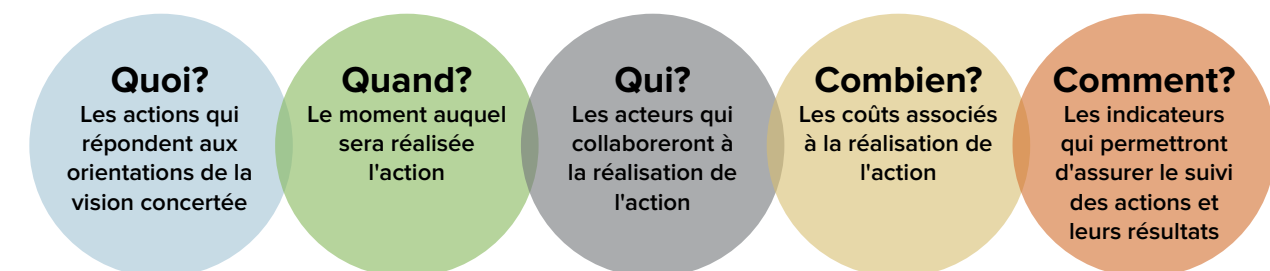 Quoi?
Les actions qui
répondent aux
orientations de la
vision concertée
Quand?
Le moment auquel
sera réalisée
l'action
Qui?
Les acteurs qui
collaboreront à
la réalisation de
l'action
Combien?
Les coûts associés
à la réalisation de
l'action
Comment?
Les indicateurs
qui permettront
d'assurer le suivi
des actions et
leurs résultats